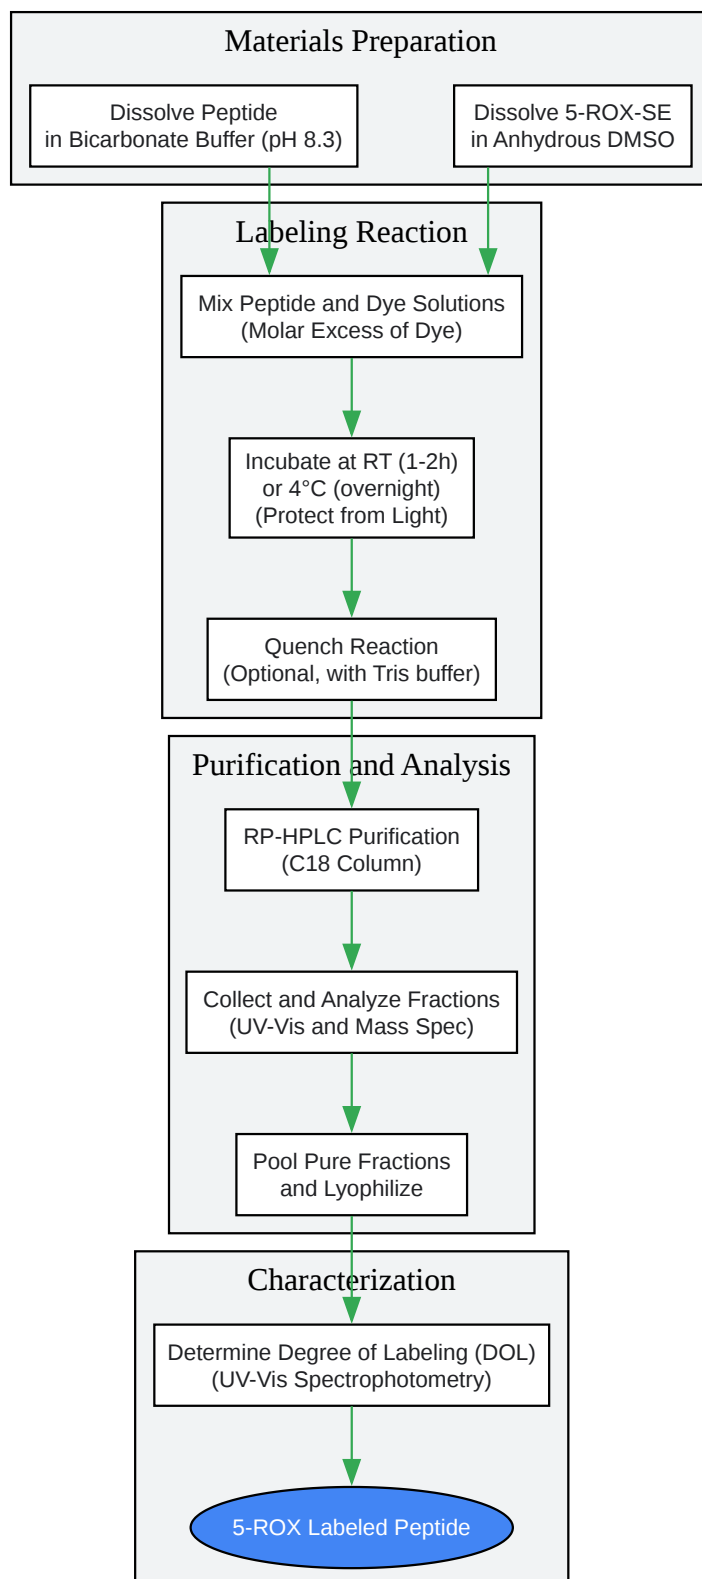 Materials Preparation
Dissolve Peptide
in Bicarbonate Buffer (pH 8.3)
Dissolve 5-ROX-SE
in Anhydrous DMSO
Labeling Reaction
Mix Peptide and Dye Solutions
(Molar Excess of Dye)
Incubate at RT (1-2h)
or 4°C (overnight)
(Protect from Light)
Quench Reaction
(Optional, with Tris buffer)
Purification and Analysis
RP-HPLC Purification
(C18 Column)
Collect and Analyze Fractions
(UV-Vis and Mass Spec)
Pool Pure Fractions
and Lyophilize
Characterization
Determine Degree of Labeling (DOL)
(UV-Vis Spectrophotometry)
5-ROX Labeled Peptide